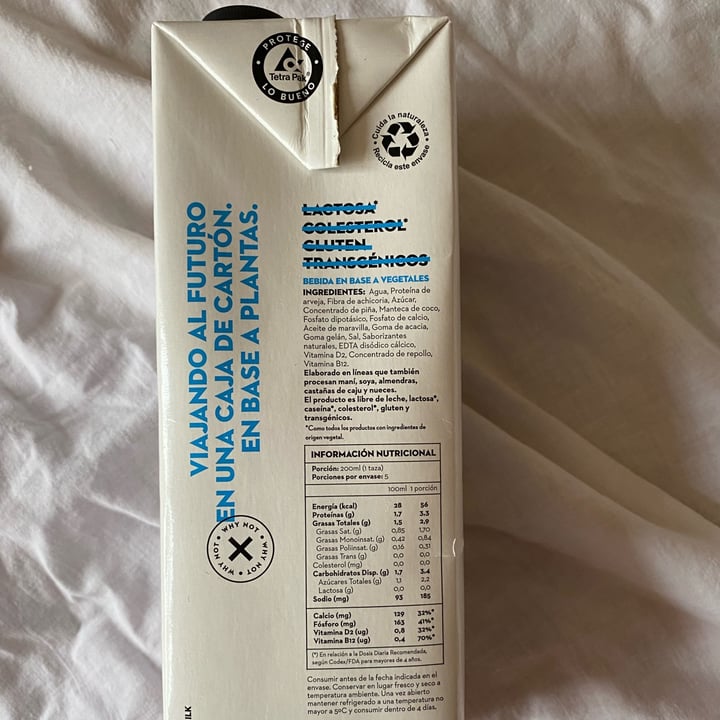 PROTEGE
Tetra Pak
LO BUENO
Cuida la naturaleza
Recicla este envase
VIAJANDO AL FUTURO
EN UNA CAJA DE CARTÓN.
EN BASE A PLANTAS.
WHY NOT • WHY NOT • WHY NOT
LACTOSA*
COLESTEROL*
GLUTEN
TRANSGÉNICOS
BEBIDA EN BASE A VEGETALES
INGREDIENTES: Agua, Proteína de
arveja, Fibra de achicoria, Azúcar,
Concentrado de piña, Manteca de coco,
Fosfato dipotásico, Fosfato de calcio,
Aceite de maravilla, Goma de acacia,
Goma gelán, Sal, Saborizantes
naturales, EDTA disódico cálcico,
Vitamina D2, Concentrado de repollo,
Vitamina B12.
Elaborado en líneas que también
procesan maní, soya, almendras,
castañas de caju y nueces.
El producto es libre de leche, lactosa*,
caseína*, colesterol*, gluten y
transgénicos.
*Como todos los productos con ingredientes de
origen vegetal.
INFORMACIÓN NUTRICIONAL
Porción: 200ml (1 taza)
Porciones por envase: 5
100ml 1 porción
Energía (kcal) 28 56
Proteínas (g) 1,7 3,3
Grasas Totales (g) 1,5 2,9
Grasas Sat. (g) 0,85 1,70
Grasas Monoinsat. (g) 0,42 0,84
Grasas Poliinsat. (g) 0,16 0,31
Grasas Trans (g) 0,0 0,0
Colesterol (mg) 0,0 0,0
Carbohidratos Disp. (g) 1,7 3,4
Azúcares Totales (g) 1,1 2,2
Lactosa (g) 0,0 0,0
Sodio (mg) 93 185
Calcio (mg) 129 32%*
Fósforo (mg) 163 41%*
Vitamina D2 (ug) 0,8 32%*
Vitamina B12 (ug) 0,4 70%*
(*) En relación a la Dosis Diaria Recomendada,
según Codex/FDA para mayores de 4 años.
Consumir antes de la fecha indicada en el
envase. Conservar en lugar fresco y seco a
temperatura ambiente. Una vez abierto
mantener refrigerado a una temperatura no
mayor a 5ºC y consumir dentro de 4 días.